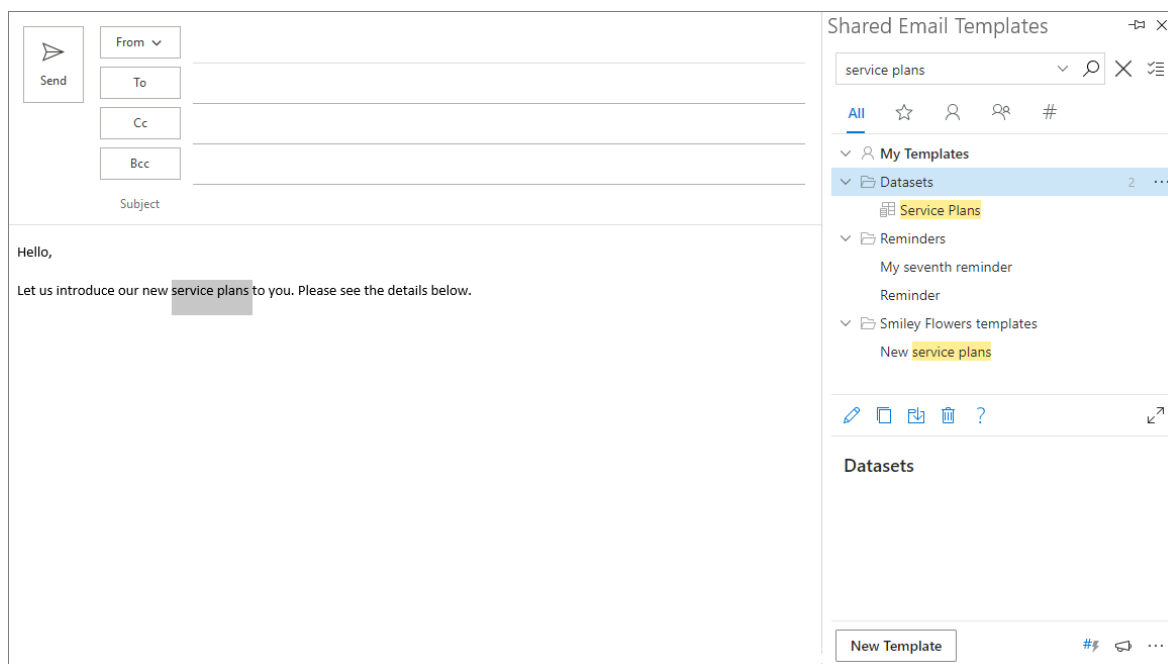 Send
From
To
Cc
Bcc
Subject
Hello,
Let us introduce our new service plans to you. Please see the details below.
Shared Email Templates
service plans
All
#
My Templates
Datasets 2 ...
Service Plans
Reminders
My seventh reminder
Reminder
Smiley Flowers templates
New service plans
?
Datasets
New Template # ...